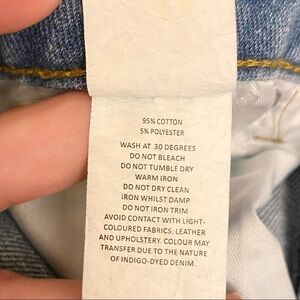 95% COTTON
5% POLYESTER
WASH AT 30 DEGREES
DO NOT BLEACH
DO NOT TUMBLE DRY
WARM IRON
DO NOT DRY CLEAN
IRON WHILST DAMP
DO NOT IRON TRIM
AVOID CONTACT WITH LIGHT-
COLOURED FABRICS; LEATHER
AND UPHOLSTERY. COLOUR MAY
TRANSFER DUE TO THE NATURE
OF INDIGO-DYED DENIM.